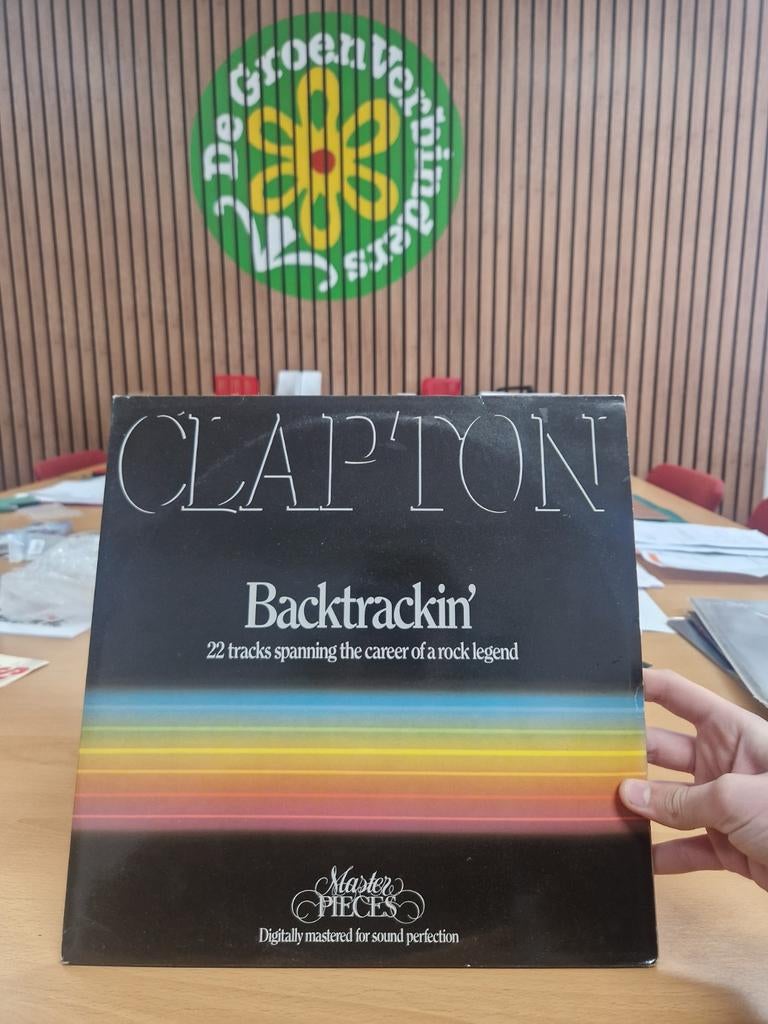 De GroenVerbinders
CLAPTON
Backtrackin'
22 tracks spanning the career of a rock legend
Master
PIECES
Digitally mastered for sound perfection